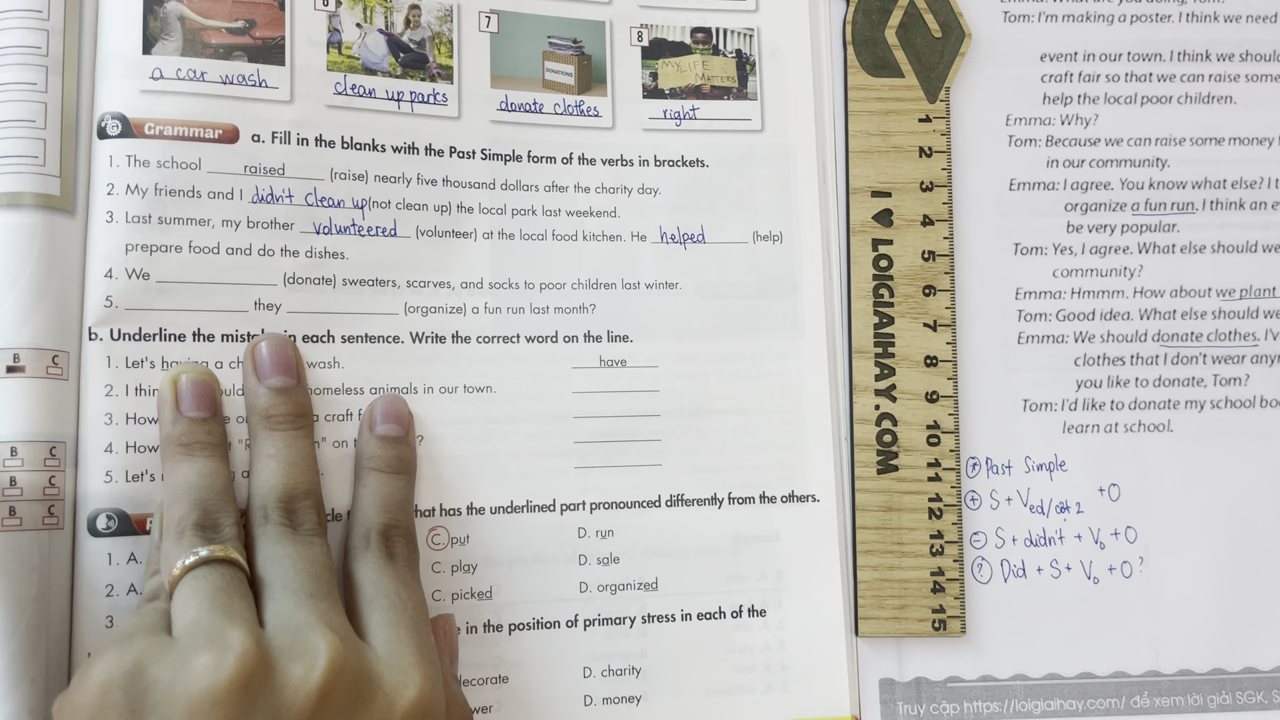 6
7
DONATIONS
8
MY LIFE MATTERS
a car wash
clean up parks
donate clothes
right
Grammar
a. Fill in the blanks with the Past Simple form of the verbs in brackets.
1. The school raised (raise) nearly five thousand dollars after the charity day.
2. My friends and I didn't clean up (not clean up) the local park last weekend.
3. Last summer, my brother volunteered (volunteer) at the local food kitchen. He helped (help)
prepare food and do the dishes.
4. We (donate) sweaters, scarves, and socks to poor children last winter.
5. they (organize) a fun run last month?
b. Underline the in each sentence. Write the correct word on the line.
1. Let's a wash. have
2. I homeless animals in our town.
3. How a craft
4. How on ?
5. Let's
that has the underlined part pronounced differently from the others.
1. A. C. put D. run
2. A. C. play D. sale
3 C. picked D. organized
in the position of primary stress in each of the
D. charity
D. money
B C
B C
B C
B C
I ♥ LOIGIAIHAY.COM
1 2 3 4 5 6 7 8 9 10 11 12 13 14 15
Tom: I'm making a poster. I think we need
event in our town. I think we should
craft fair so that we can raise some
help the local poor children.
Emma: Why?
Tom: Because we can raise some money
in our community.
Emma: I agree. You know what else? I
organize a fun run. I think an
be very popular.
Tom: Yes, I agree. What else should we
community?
Emma: Hmmm. How about we plant
Tom: Good idea. What else should we
Emma: We should donate clothes. I'v
clothes that I don't wear
you like to donate, Tom?
Tom: I'd like to donate my school
learn at school.
(*) Past Simple
(+) S + Ved/cột 2 + O
(-) S + didn't + V₀ + O
(?) Did + S + V₀ + O?
Truy cập https://loigiaihay.com/ để xem lời giải SGK, S